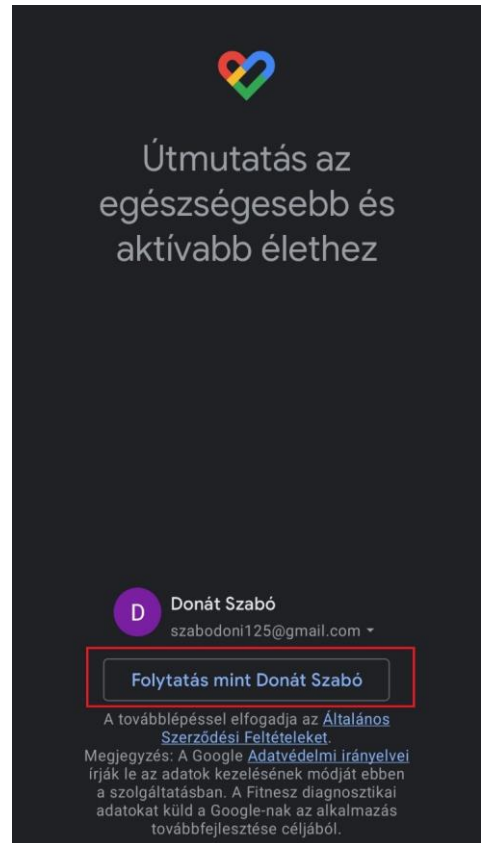 Útmutatás az
egészségesebb és
aktívabb élethez
D
Donát Szabó
szabodoni125@gmail.com
Folytatás mint Donát Szabó
A továbblépéssel elfogadja az Általános
Szerződési Feltételeket.
Megjegyzés: A Google Adatvédelmi irányelvei
írják le az adatok kezelésének módját ebben
a szolgáltatásban. A Fitnesz diagnosztikai
adatokat küld a Google-nak az alkalmazás
továbbfejlesztése céljából.